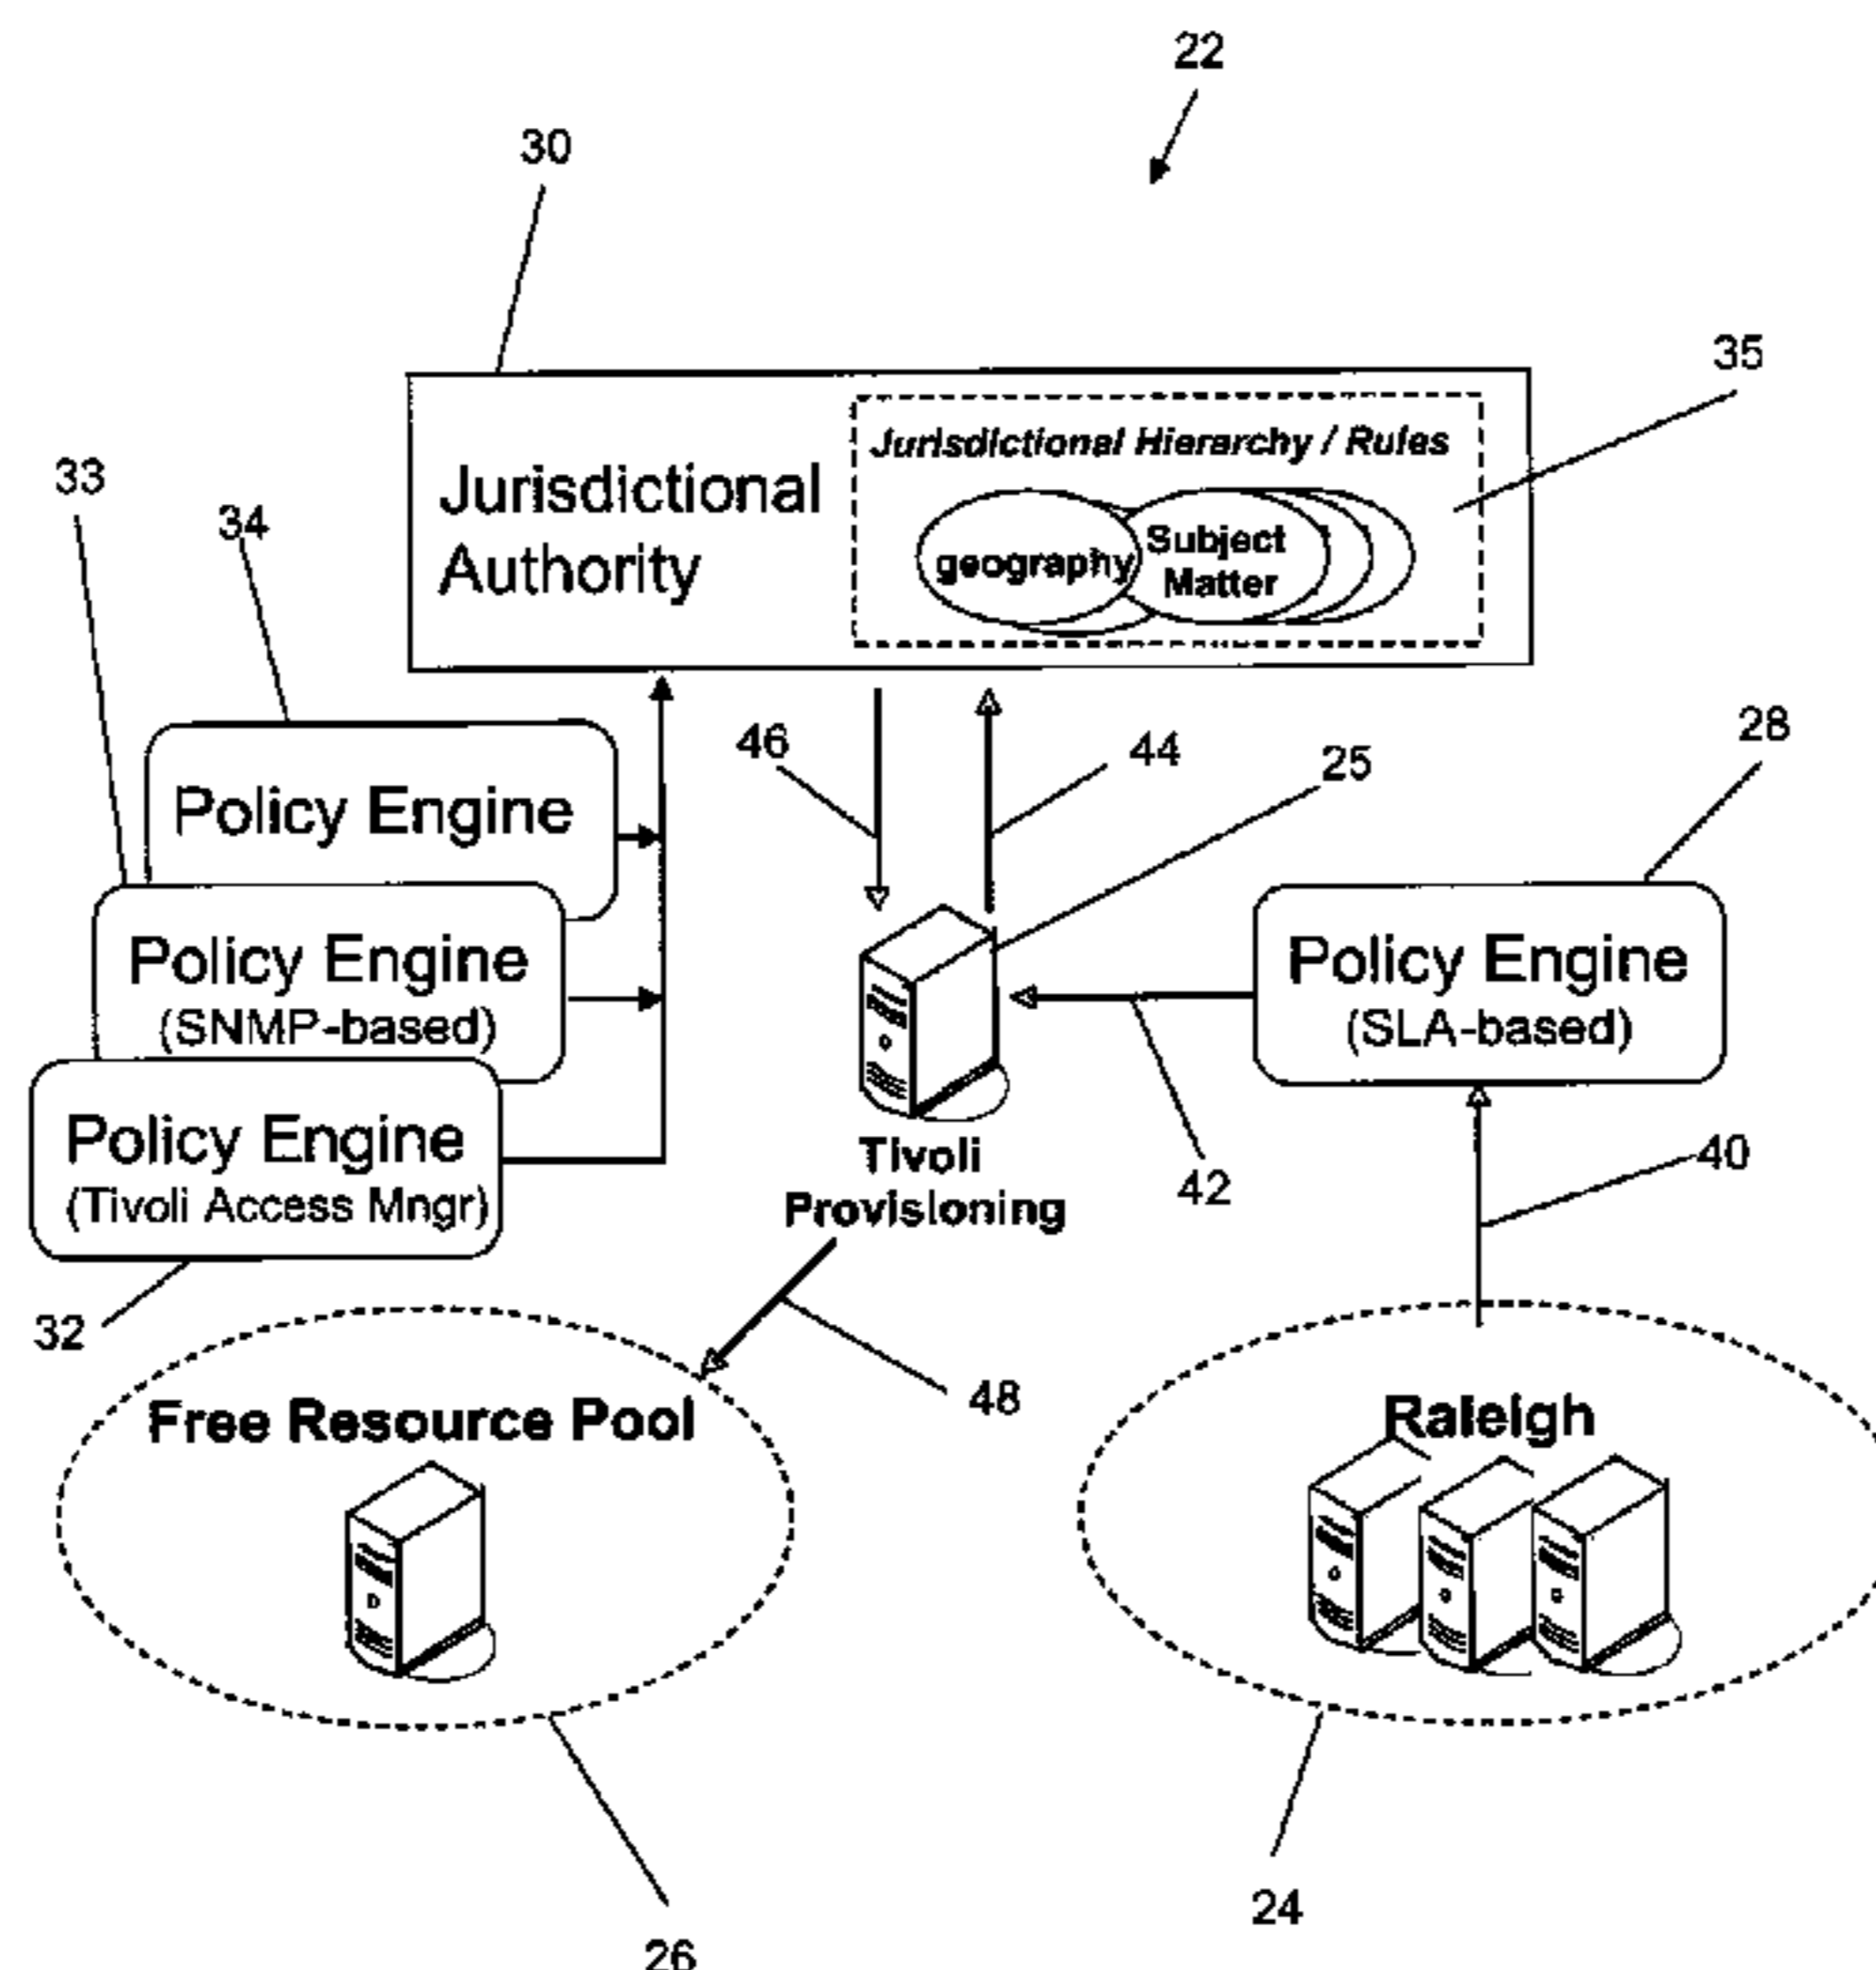 22
30
35
Jurisdictional Hierarchy / Rules
Jurisdictional
Authority
geography
Subject
Matter
33
34
46
44
25
28
Policy Engine
Policy Engine
(SNMP-based)
Policy Engine
(Tivoli Access Mngr)
Policy Engine
(SLA-based)
Tivoli
Provisioning
42
40
32
48
Free Resource Pool
Raleigh
24
26